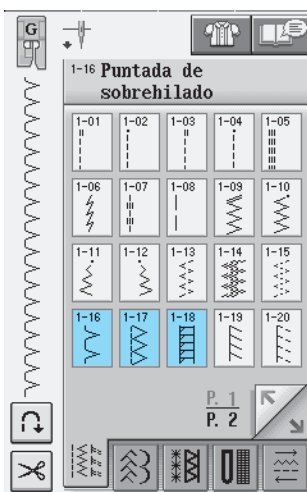 G
1-16 Puntada de
sobrehilado
1-01 1-02 1-03 1-04 1-05
1-06 1-07 1-08 1-09 1-10
1-11 1-12 1-13 1-14 1-15
1-16 1-17 1-18 1-19 1-20
P. 1
P. 2